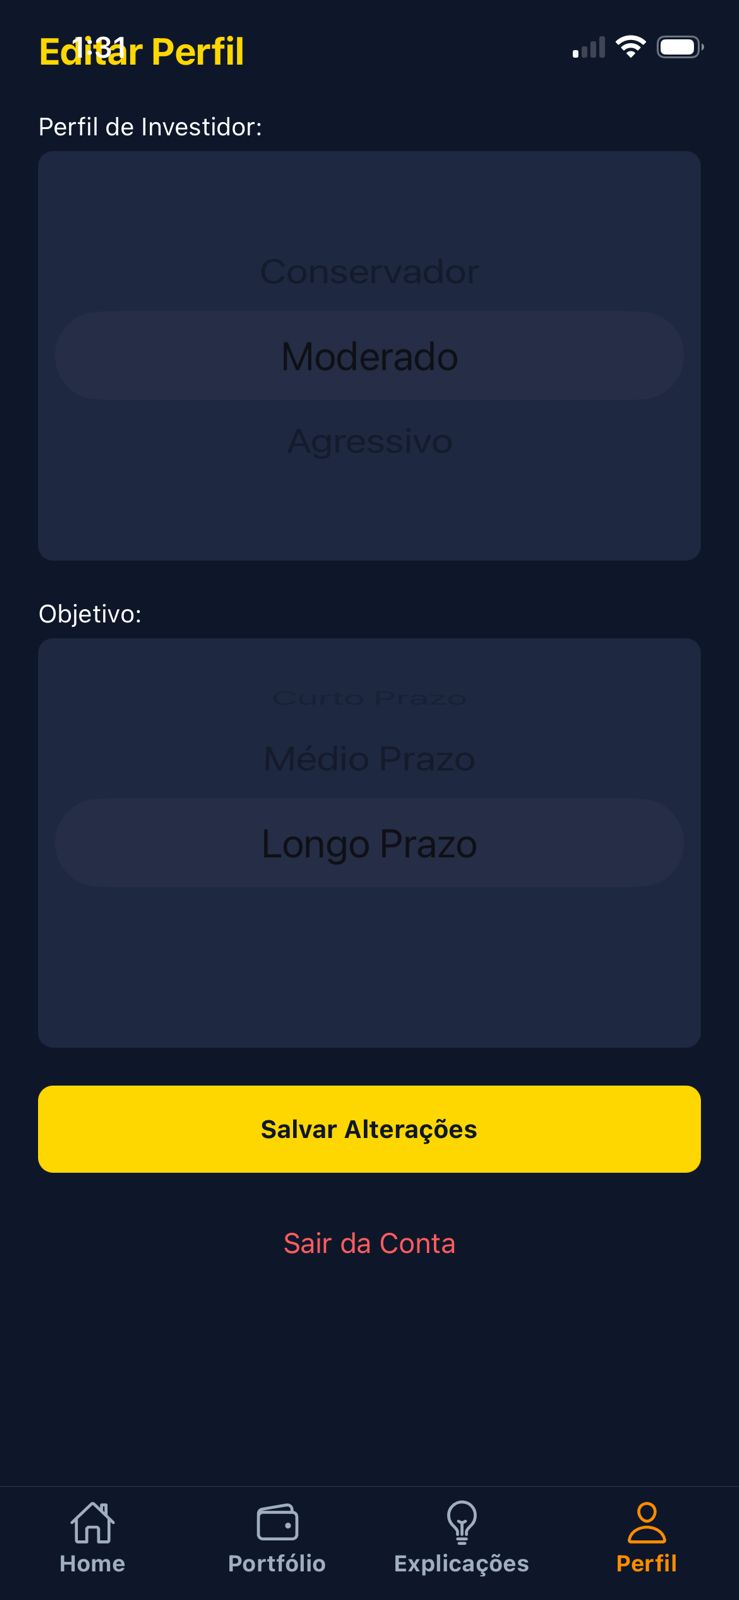 1:31
Editar Perfil
Perfil de Investidor:
Conservador
Moderado
Agressivo
Objetivo:
Curto Prazo
Médio Prazo
Longo Prazo
Salvar Alterações
Sair da Conta
Home
Portfólio
Explicações
Perfil